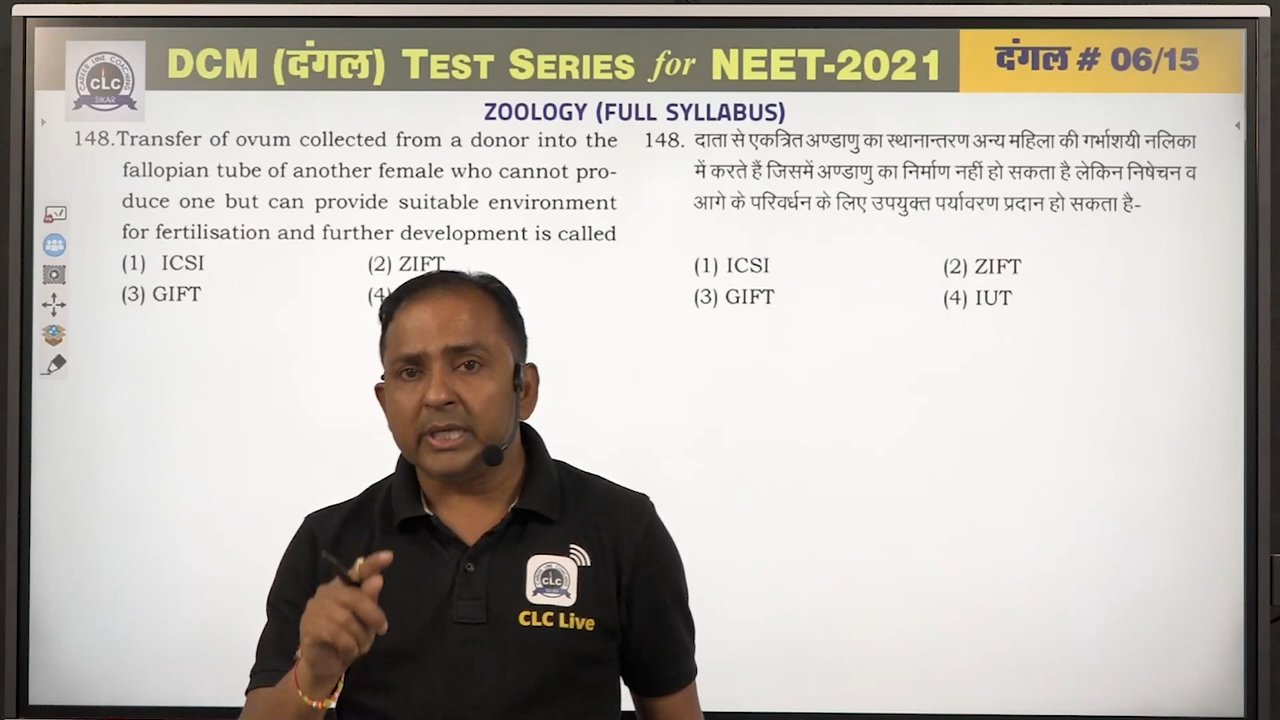 DCM (दंगल) TEST SERIES for NEET-2021
दंगल # 06/15
CLC
SIKAR
ZOOLOGY (FULL SYLLABUS)
148.Transfer of ovum collected from a donor into the
fallopian tube of another female who cannot pro-
duce one but can provide suitable environment
for fertilisation and further development is called
(1) ICSI (2) ZIFT
(3) GIFT (4)
148. दाता से एकत्रित अण्डाणु का स्थानान्तरण अन्य महिला की गर्भाशयी नलिका
में करते हैं जिसमें अण्डाणु का निर्माण नहीं हो सकता है लेकिन निषेचन व
आगे के परिवर्धन के लिए उपयुक्त पर्यावरण प्रदान हो सकता है-
(1) ICSI (2) ZIFT
(3) GIFT (4) IUT
CLC
CLC Live